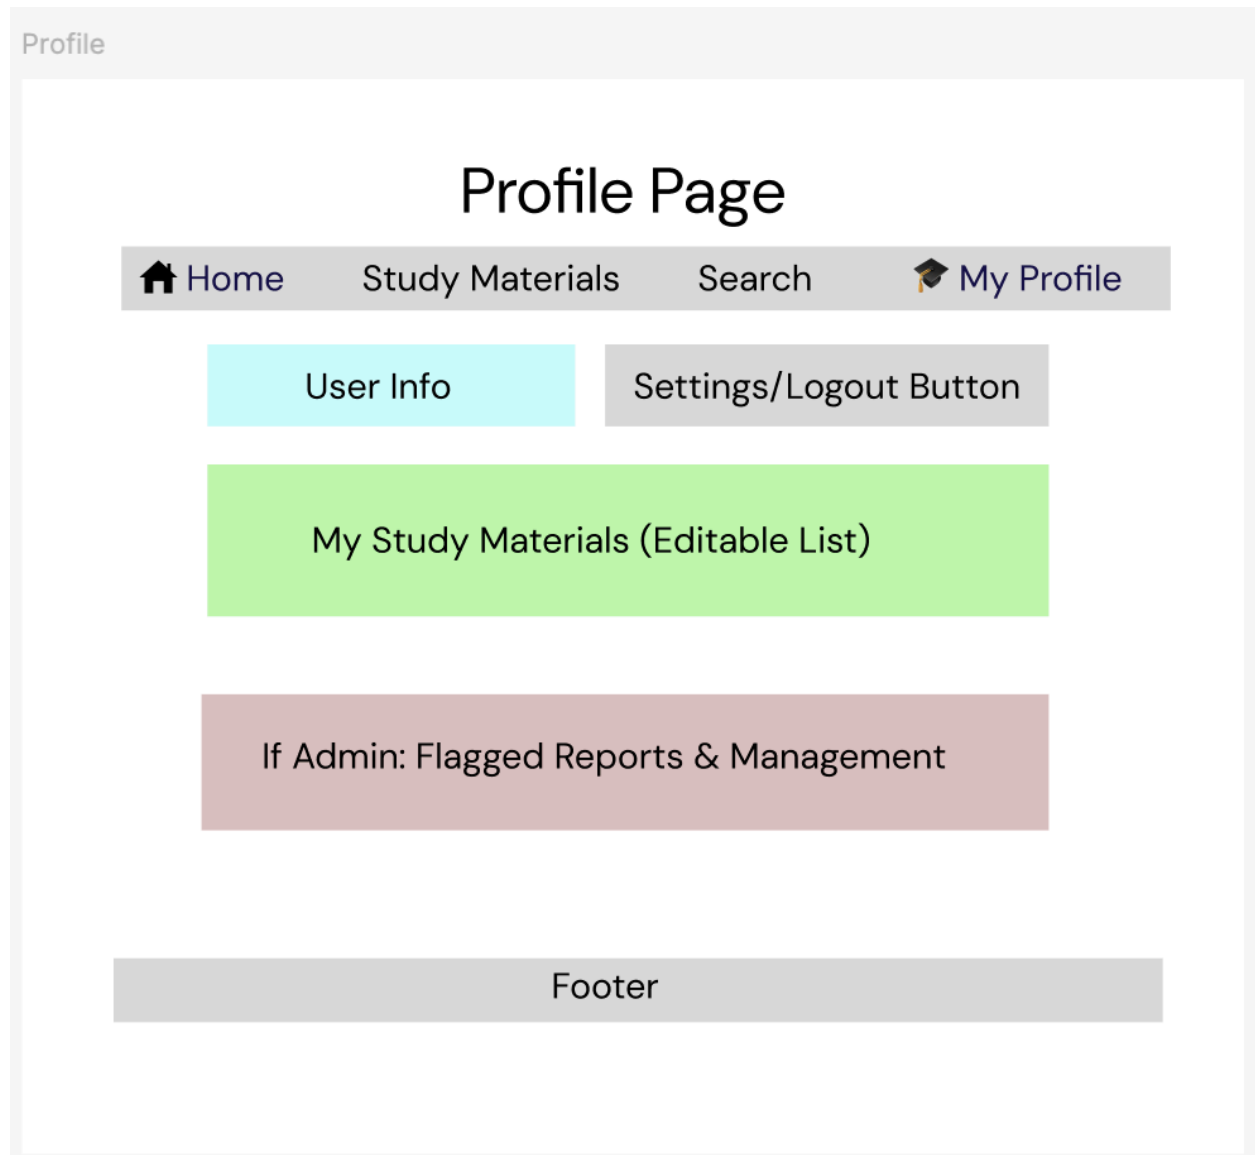 Profile
Profile Page
Home Study Materials Search My Profile
User Info Settings/Logout Button
My Study Materials (Editable List)
If Admin: Flagged Reports & Management
Footer